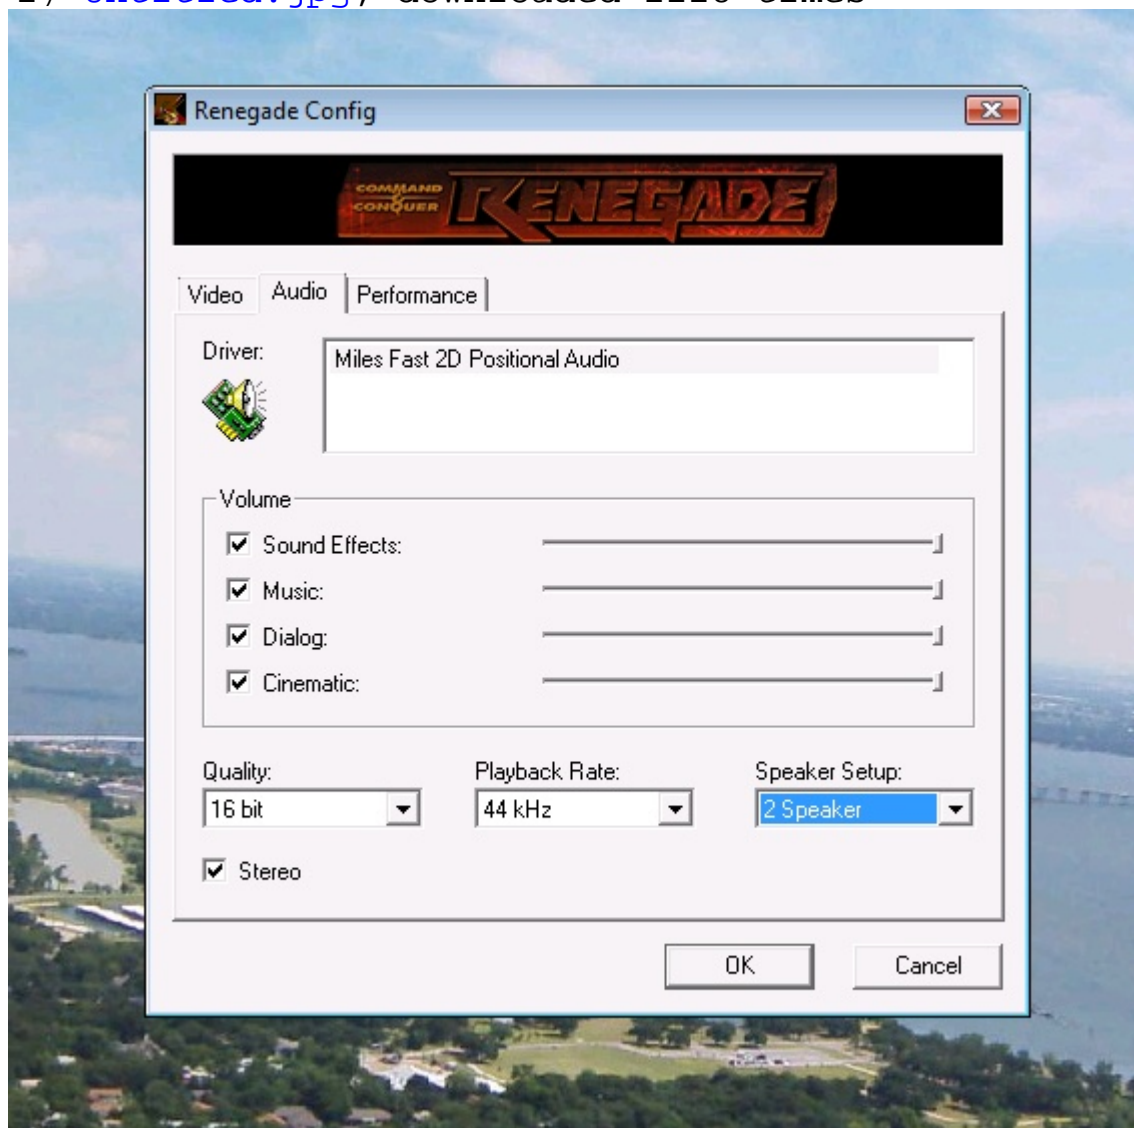 Renegade Config
COMMAND & CONQUER RENEGADE
Video Audio Performance
Driver:
Miles Fast 2D Positional Audio
Volume
Sound Effects:
Music:
Dialog:
Cinematic:
Quality: Playback Rate: Speaker Setup:
16 bit 44 kHz 2 Speaker
Stereo
OK Cancel